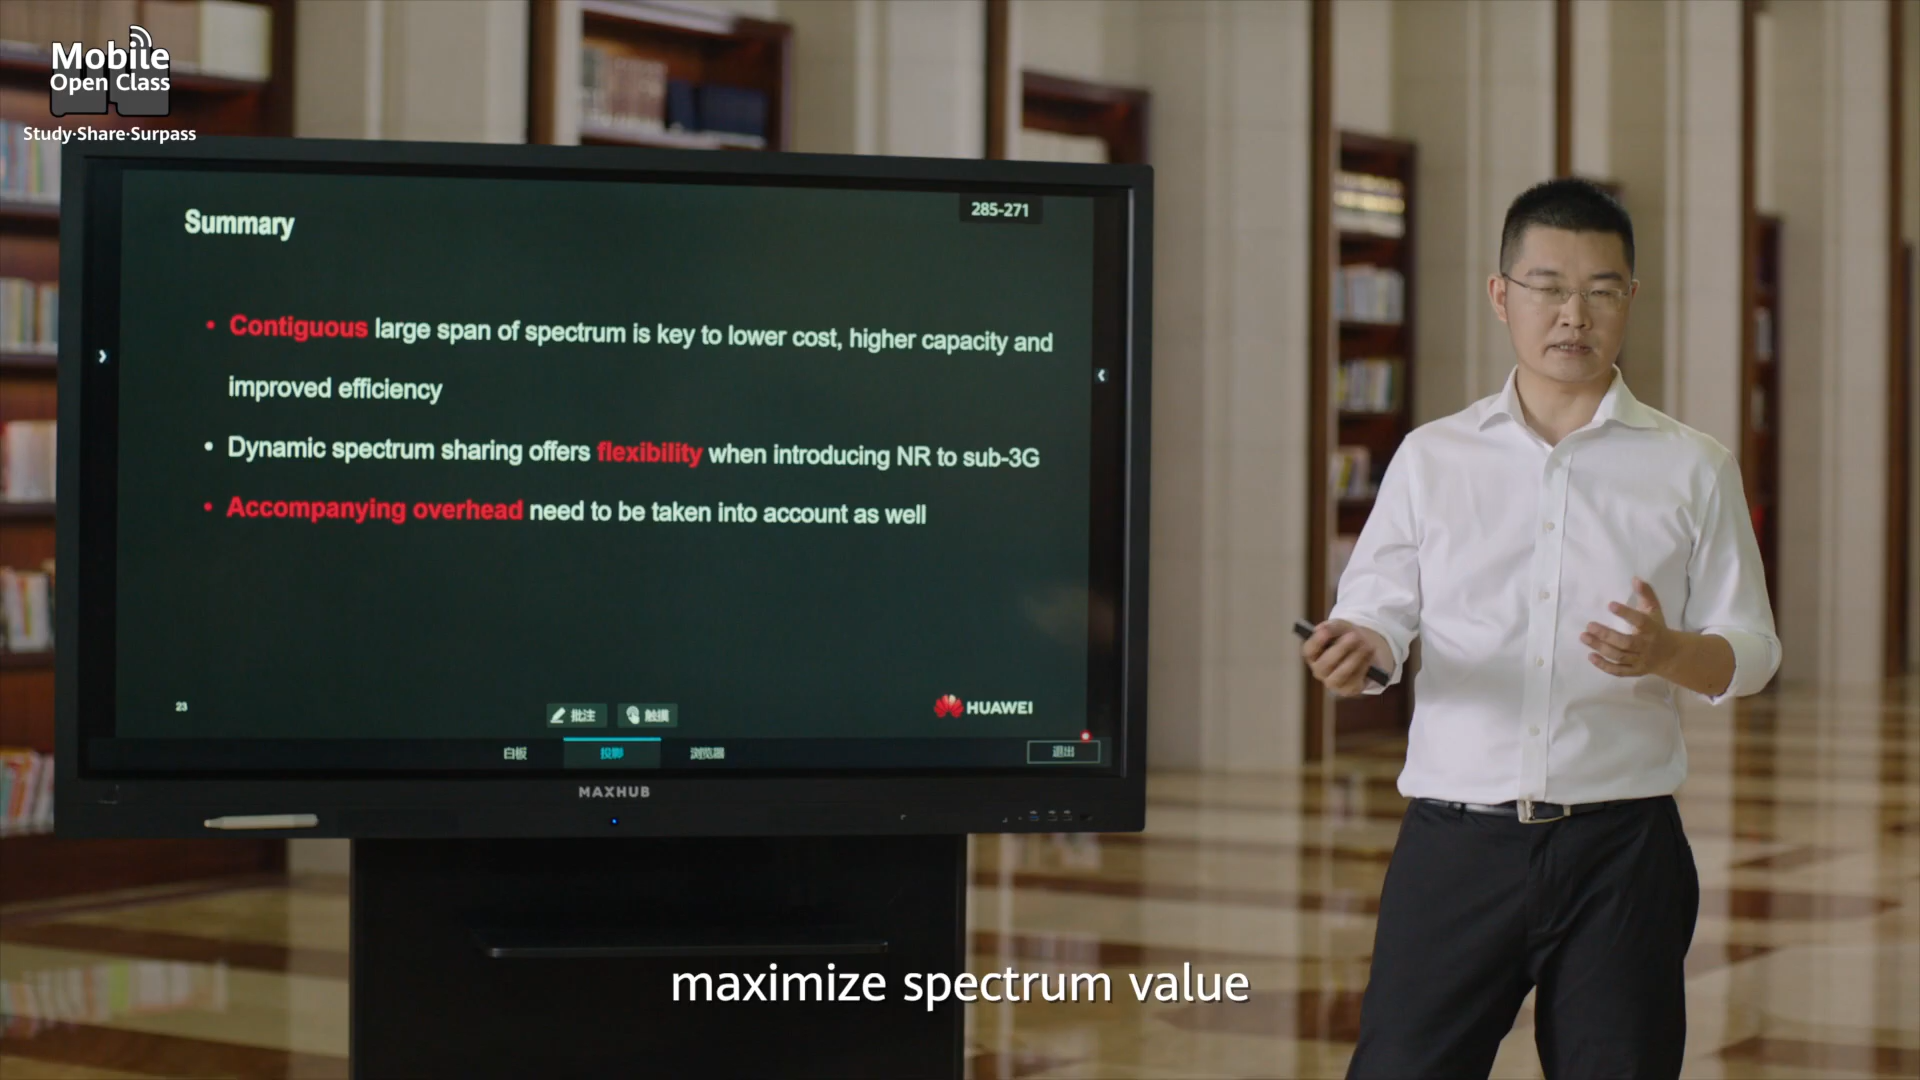 Mobile
Open Class
Study·Share·Surpass
285-271
Summary
• Contiguous large span of spectrum is key to lower cost, higher capacity and
improved efficiency
• Dynamic spectrum sharing offers flexibility when introducing NR to sub-3G
• Accompanying overhead need to be taken into account as well
23
批注
触摸
HUAWEI
白板
投影
浏览器
退出
MAXHUB
maximize spectrum value